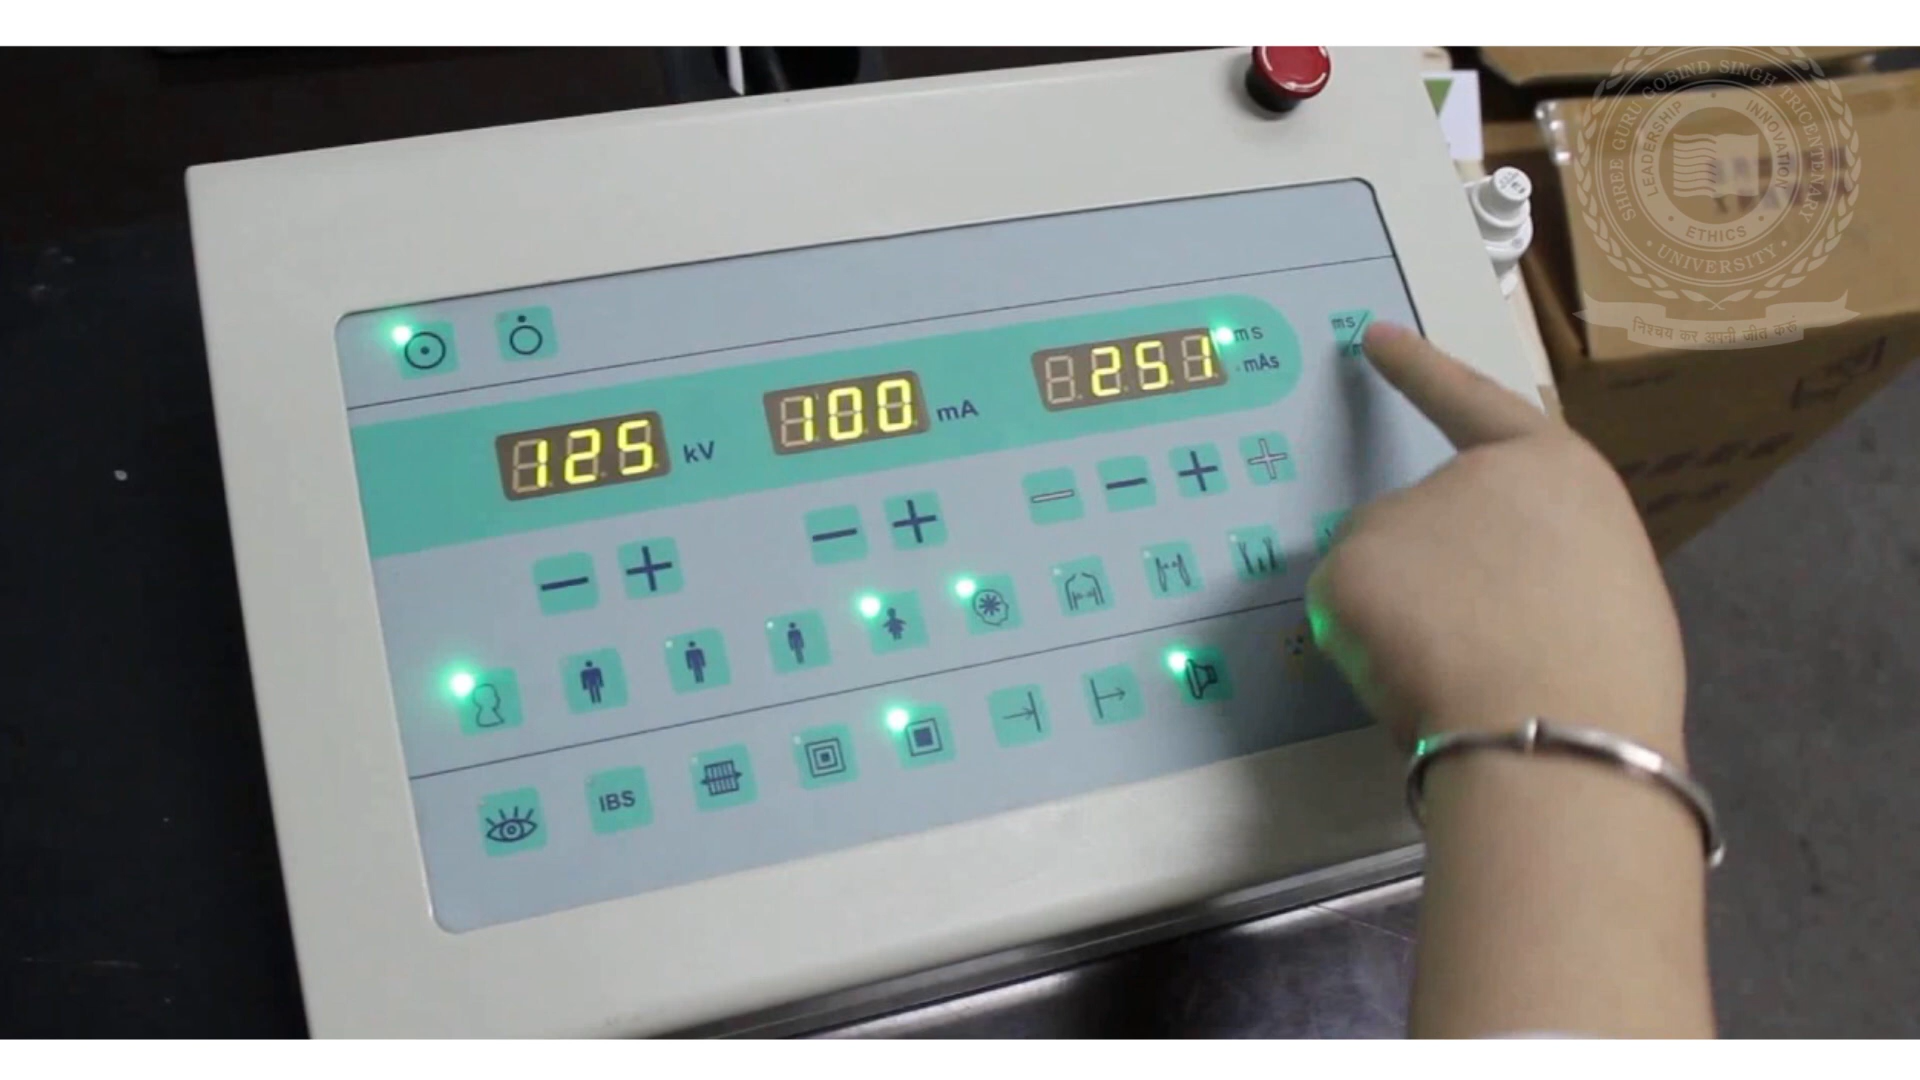 SHREE GURU GOBIND SINGH TRICENTENARY
UNIVERSITY
LEADERSHIP
INNOVATION
ETHICS
निश्चय कर अपनी जीत करूं
125 kV
100 mA
251
ms
mAs
ms/
IBS